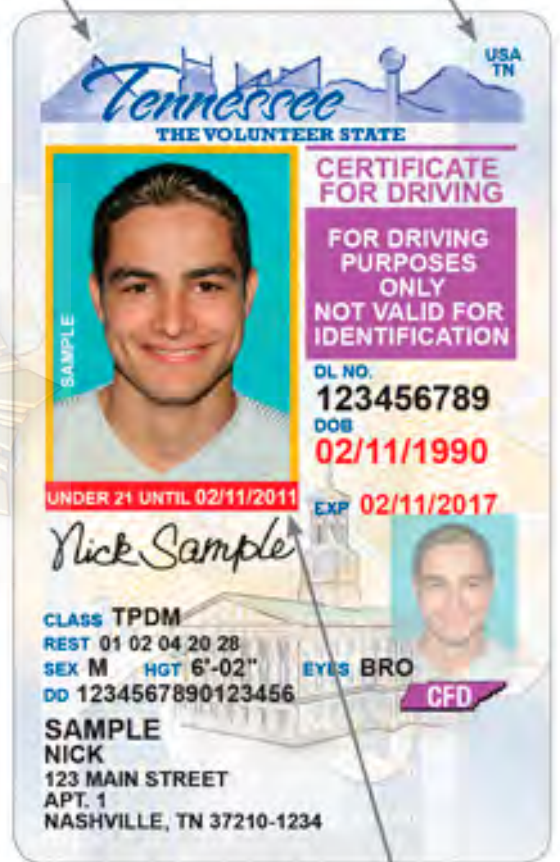 Tennessee
USA
TN
THE VOLUNTEER STATE
CERTIFICATE
FOR DRIVING
FOR DRIVING
PURPOSES
ONLY
NOT VALID FOR
IDENTIFICATION
SAMPLE
DL NO.
123456789
DOB
02/11/1990
UNDER 21 UNTIL 02/11/2011
EXP 02/11/2017
Nick Sample
CLASS TPDM
REST 01 02 04 20 28
SEX M HGT 6'-02" EYES BRO
DD 1234567890123456
CFD
SAMPLE
NICK
123 MAIN STREET
APT. 1
NASHVILLE, TN 37210-1234